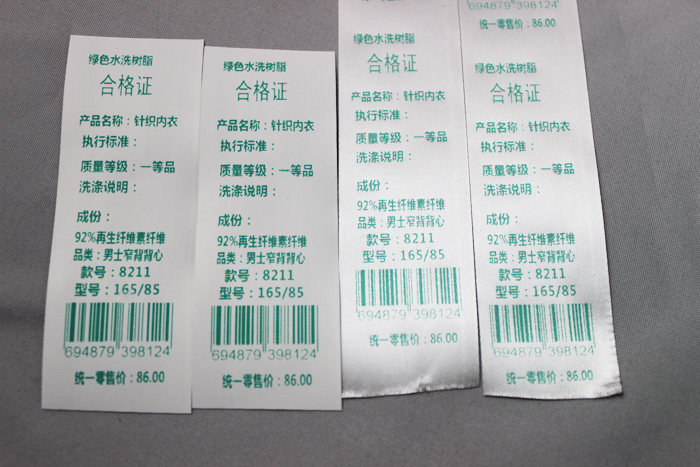 绿色水洗树脂
合格证
产品名称：针织内衣
执行标准：
质量等级：一等品
洗涤说明：
成份：
92%再生纤维素纤维
品类：男士窄背背心
款号：8211
型号：165/85
694879 398124
统一零售价：86.00
绿色水洗树脂
合格证
产品名称：针织内衣
执行标准：
质量等级：一等品
洗涤说明：
成份：
92%再生纤维素纤维
品类：男士窄背背心
款号：8211
型号：165/85
694879 398124
统一零售价：86.00
绿色水洗树脂
合格证
产品名称：针织内衣
执行标准：
质量等级：一等品
洗涤说明：
成份：
92%再生纤维素纤维
品类：男士窄背背心
款号：8211
型号：165/85
694879 398124
统一零售价：86.00
694879 398124
统一零售价：86.00
绿色水洗树脂
合格证
产品名称：针织内衣
执行标准：
质量等级：一等品
洗涤说明：
成份：
92%再生纤维素纤维
品类：男士窄背背心
款号：8211
型号：165/85
694879 398124
统一零售价：86.00